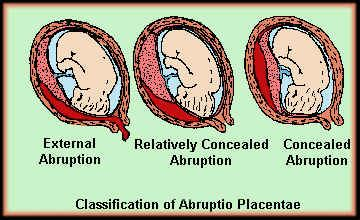 External
Abruption
Relatively Concealed
Abruption
Concealed
Abruption
Classification of Abruptio Placentae